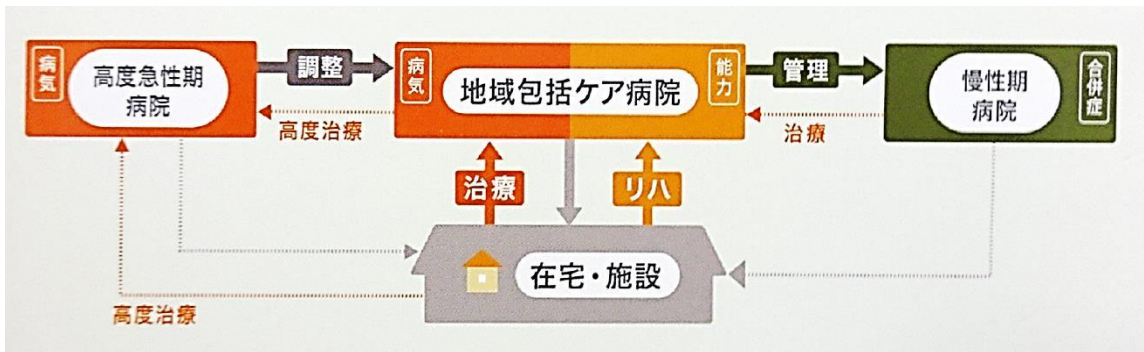 病気
高度急性期
病院
調整
病気
地域包括ケア病院
能力
管理
慢性期
病院
合併症
高度治療
治療
治療
リハ
在宅・施設
高度治療